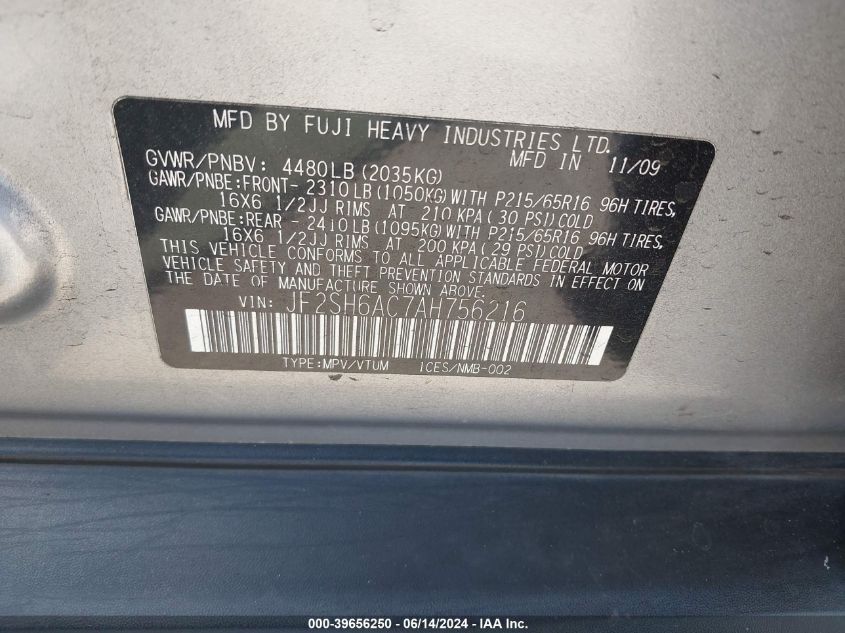 MFD BY FUJI HEAVY INDUSTRIES LTD.
MFD IN 11/09
GVWR/PNBV: 4480LB(2035KG)
GAWR/PNBE:FRONT- 2310LB(1050KG)WITH P215/65R16 96H TIRES,
16X6 1/2JJ RIMS AT 210 KPA( 30 PSI)COLD
GAWR/PNBE:REAR - 2410LB(1095KG)WITH P215/65R16 96H TIRES,
16X6 1/2JJ RIMS AT 200 KPA( 29 PSI)COLD
THIS VEHICLE CONFORMS TO ALL APPLICABLE FEDERAL MOTOR
VEHICLE SAFETY AND THEFT PREVENTION STANDARDS IN EFFECT ON
THE DATE OF MANUFACTURE SHOWN ABOVE.
VIN: JF2SH6AC7AH756216
TYPE:MPV/VTUM 1CES/NMB-002
000-39656250 - 06/14/2024 - IAA Inc.